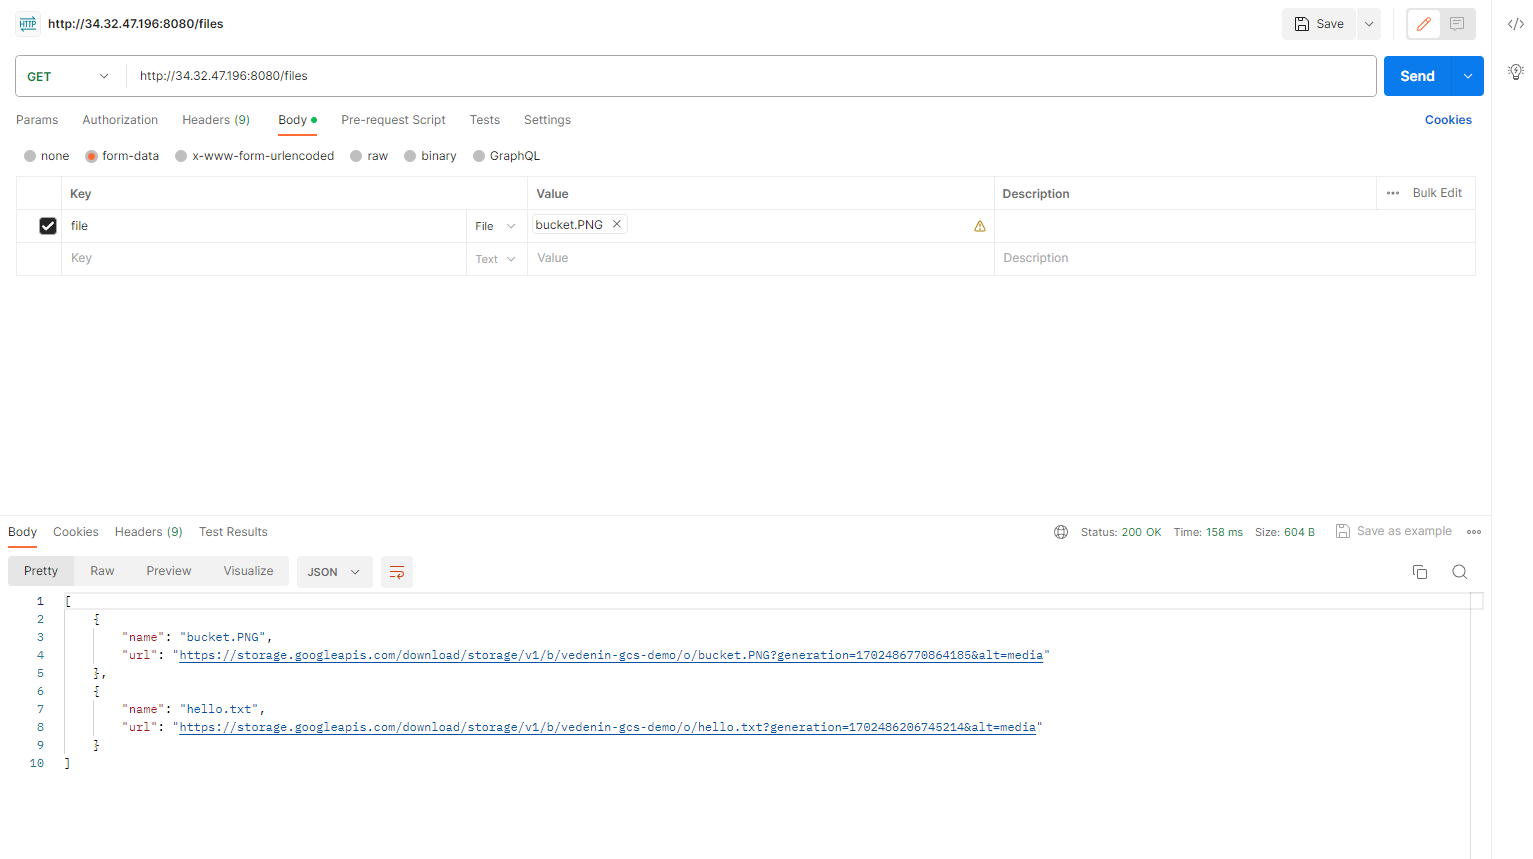 HTTP http://34.32.47.196:8080/files Save
GET http://34.32.47.196:8080/files Send
Params Authorization Headers (9) Body Pre-request Script Tests Settings Cookies
none form-data x-www-form-urlencoded raw binary GraphQL
Key Value Description Bulk Edit
file File bucket.PNG
Key Text Value Description
Body Cookies Headers (9) Test Results Status: 200 OK Time: 158 ms Size: 604 B Save as example
Pretty Raw Preview Visualize JSON
1 [
2 {
3 "name": "bucket.PNG",
4 "url": "https://storage.googleapis.com/download/storage/v1/b/vedenin-gcs-demo/o/bucket.PNG?generation=1702486770864185&alt=media"
5 },
6 {
7 "name": "hello.txt",
8 "url": "https://storage.googleapis.com/download/storage/v1/b/vedenin-gcs-demo/o/hello.txt?generation=1702486206745214&alt=media"
9 }
10 ]